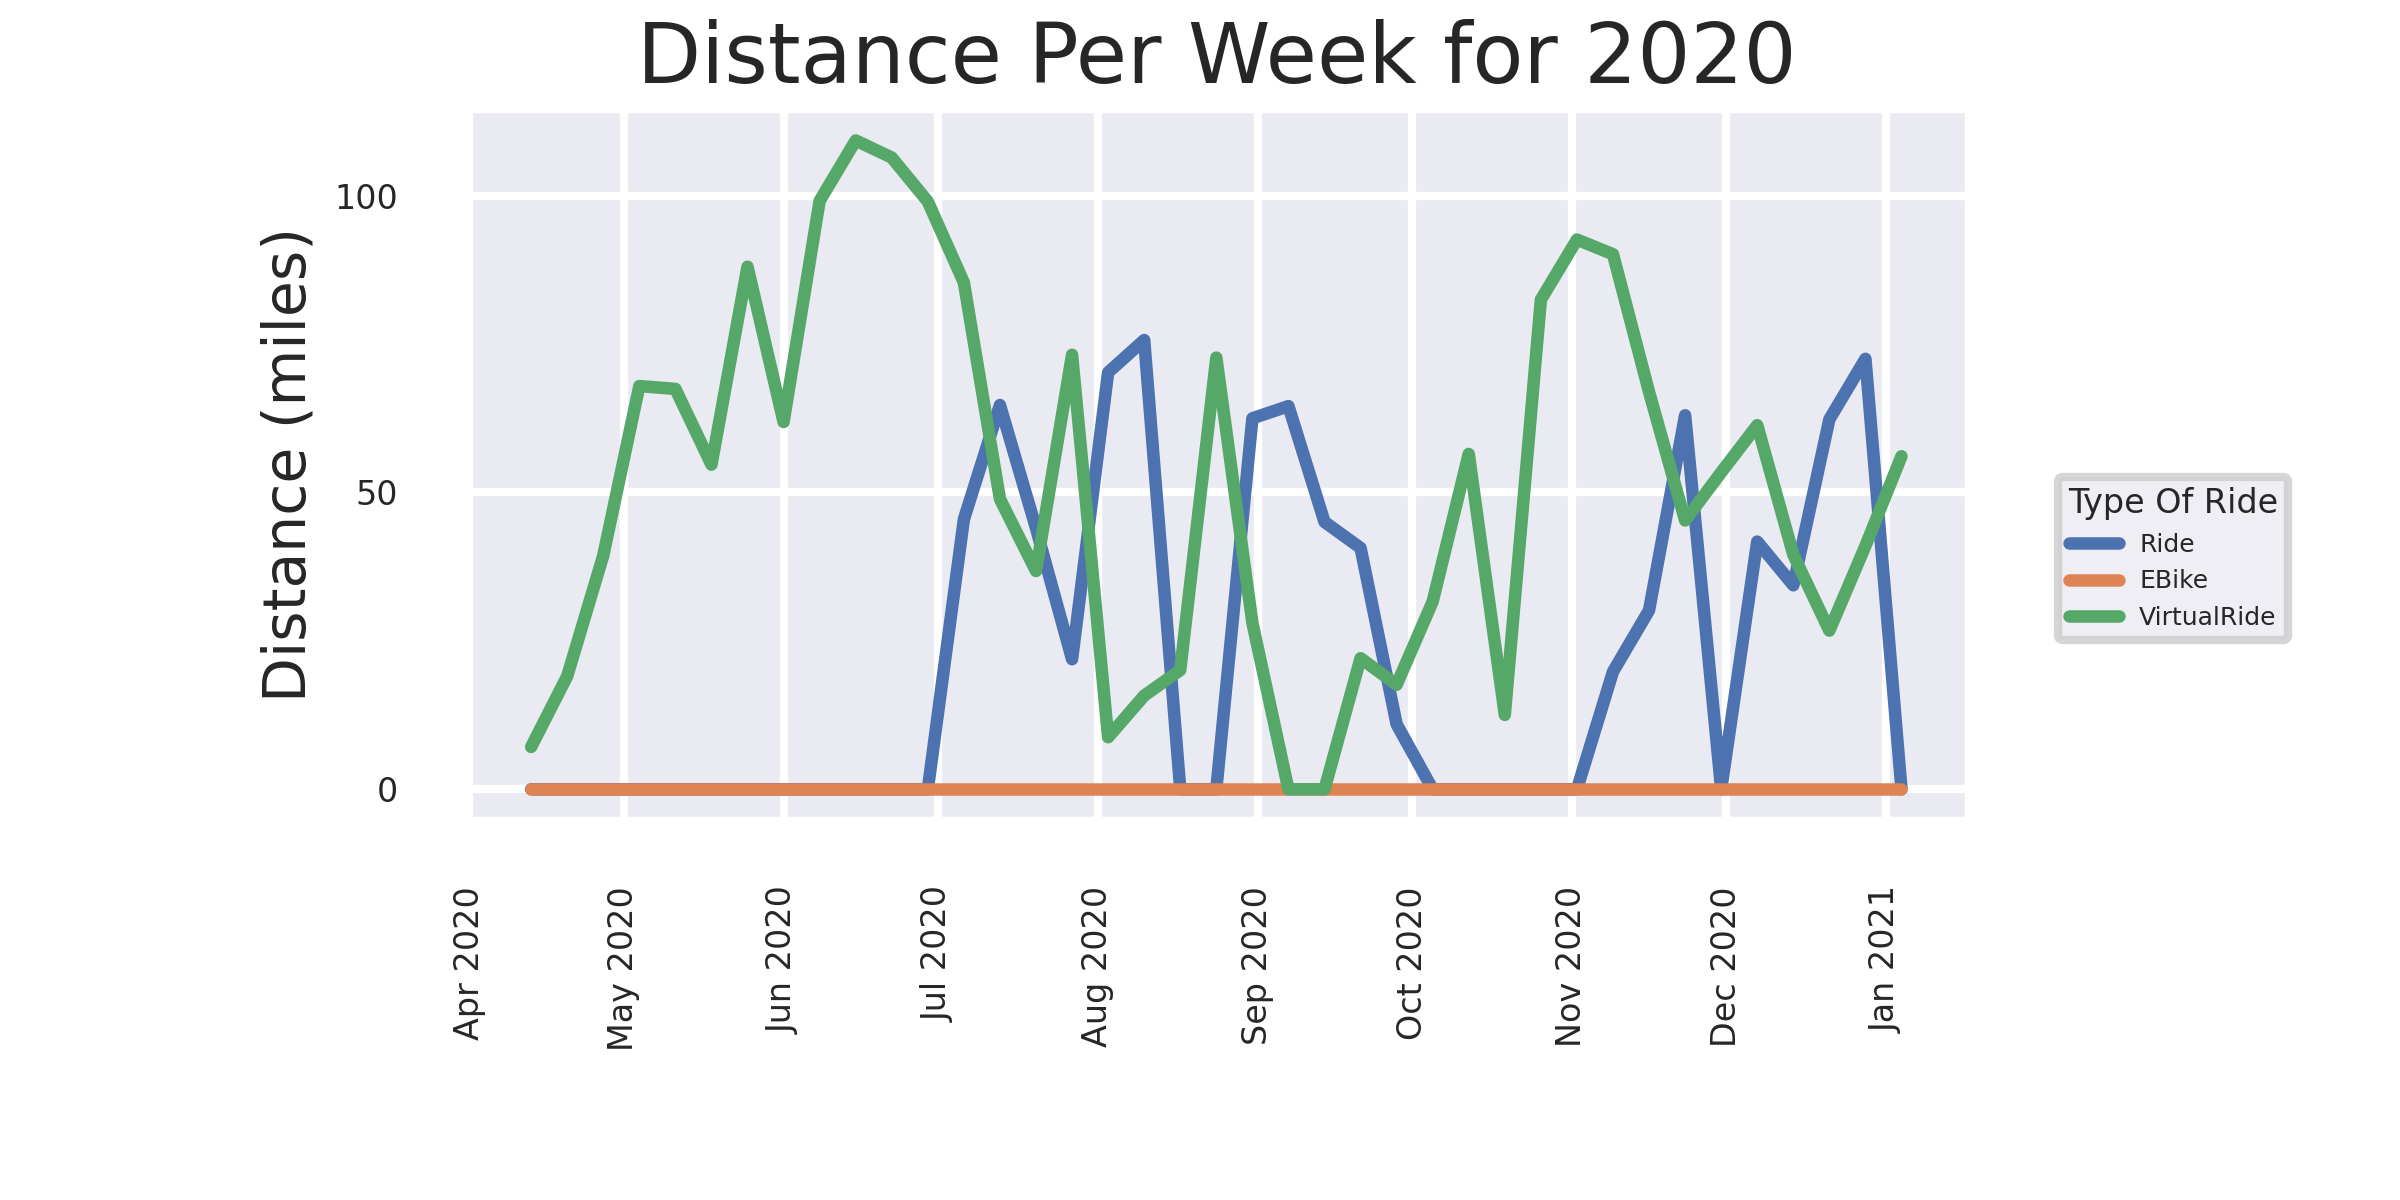 Distance Per Week for 2020
Distance (miles)
100
50
0
Apr 2020
May 2020
Jun 2020
Jul 2020
Aug 2020
Sep 2020
Oct 2020
Nov 2020
Dec 2020
Jan 2021
Type Of Ride
Ride
EBike
VirtualRide